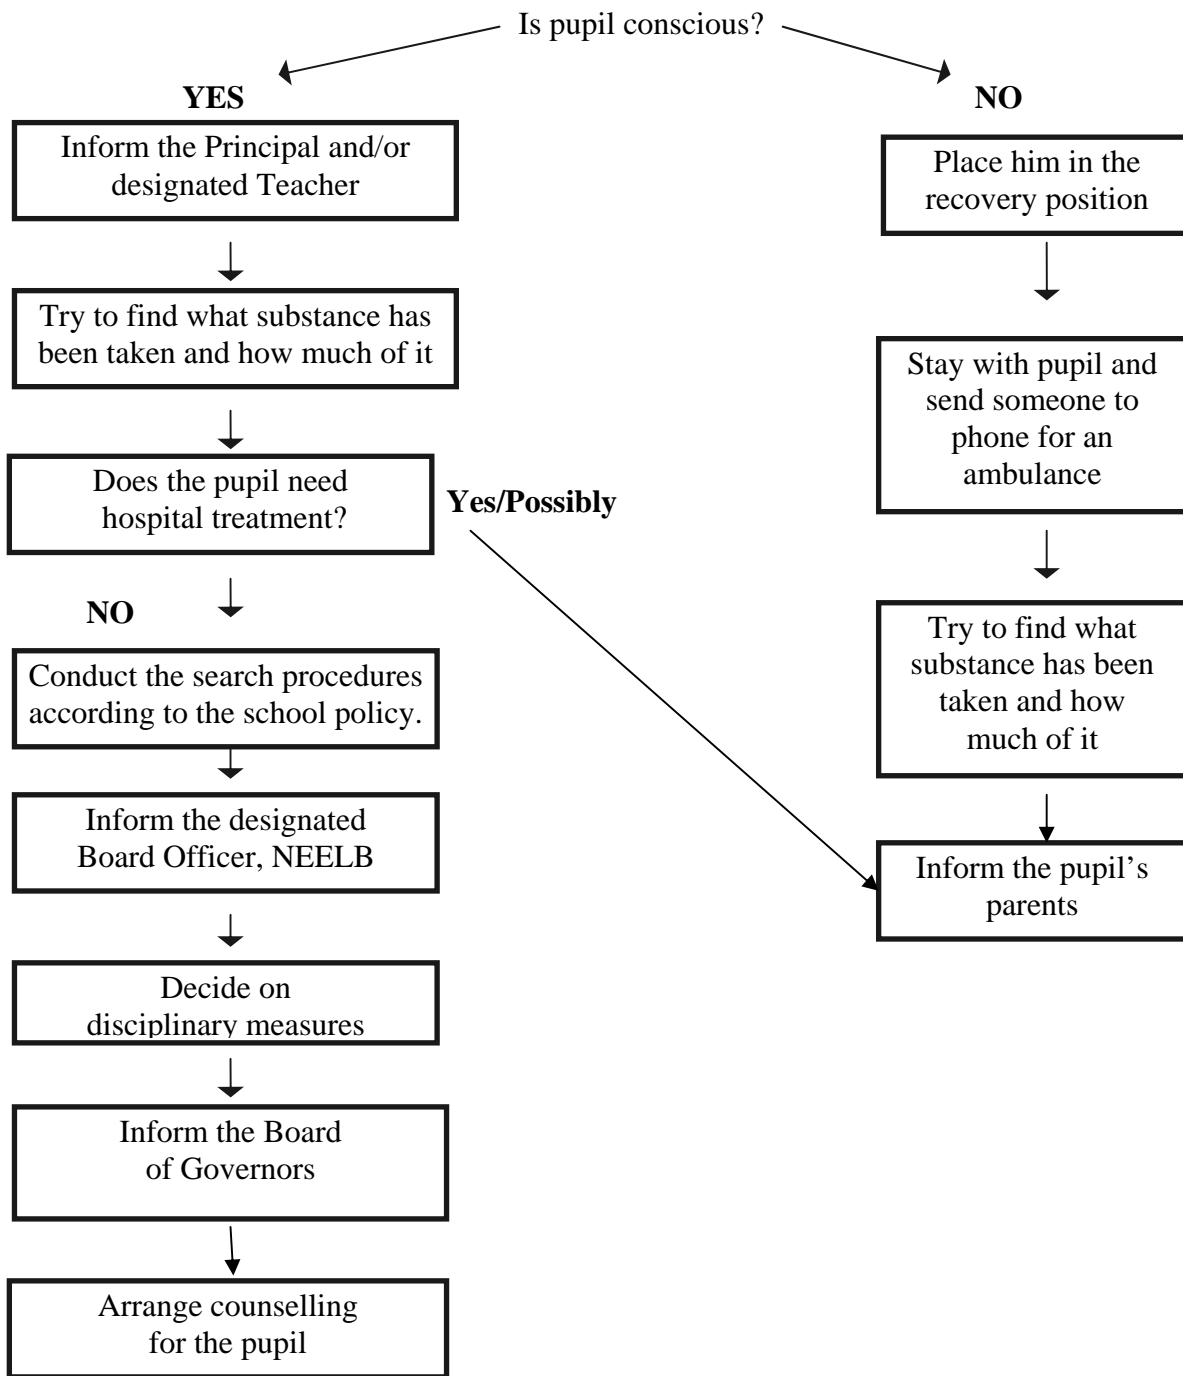 Is pupil conscious?
YES
Inform the Principal and/or
designated Teacher
Try to find what substance has
been taken and how much of it
Does the pupil need
hospital treatment?
Yes/Possibly
NO
Conduct the search procedures
according to the school policy.
Inform the designated
Board Officer, NEELB
Decide on
disciplinary measures
Inform the Board
of Governors
Arrange counselling
for the pupil
NO
Place him in the
recovery position
Stay with pupil and
send someone to
phone for an
ambulance
Try to find what
substance has been
taken and how
much of it
Inform the pupil’s
parents